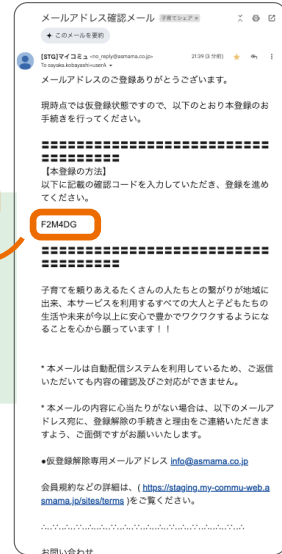 メールアドレス確認メール 子育てシェア ×
このメールを要約
[STG]マイコミュ <no_reply@asmama.co.jp> 21:39 (3 分前)
To sayaka.kobayashi+userA
メールアドレスのご登録ありがとうございます。
現時点では仮登録状態ですので、以下のとおり本登録のお
手続きを行ってください。
==========================
=========
【本登録の方法】
以下に記載の確認コードを入力していただき、登録を進め
てください。
F2M4DG
==========================
=========
子育てを頼りあえるたくさんの人たちとの繋がりが地域に
出来、本サービスを利用するすべての大人と子どもたちの
生活や未来が今以上に安心で豊かでワクワクするようにな
ることを心から願っています！！
* 本メールは自動配信システムを利用しているため、ご返信
いただいても内容の確認及びご対応ができません。
* 本メールの内容に心当たりがない場合は、以下のメールア
ドレス宛に、登録解除の手続きと理由をご連絡いただきま
すよう、ご面倒ですがお願いいたします。
●仮登録解除専用メールアドレス info@asmama.co.jp
会員規約などの詳細は、( https://staging.my-commu-web.a
smama.jp/sites/terms )をご覧ください。
∴‥∵‥∴‥∵‥∴‥∴‥∵‥∴‥∵‥∴‥∴‥∵‥∴
お問い合わせ